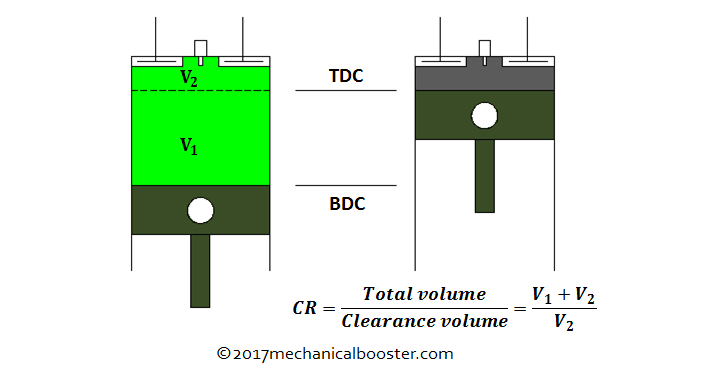 V₂
TDC
V₁
BDC
CR = Total volume / Clearance volume = V₁ + V₂ / V₂
©2017mechanicalbooster.com